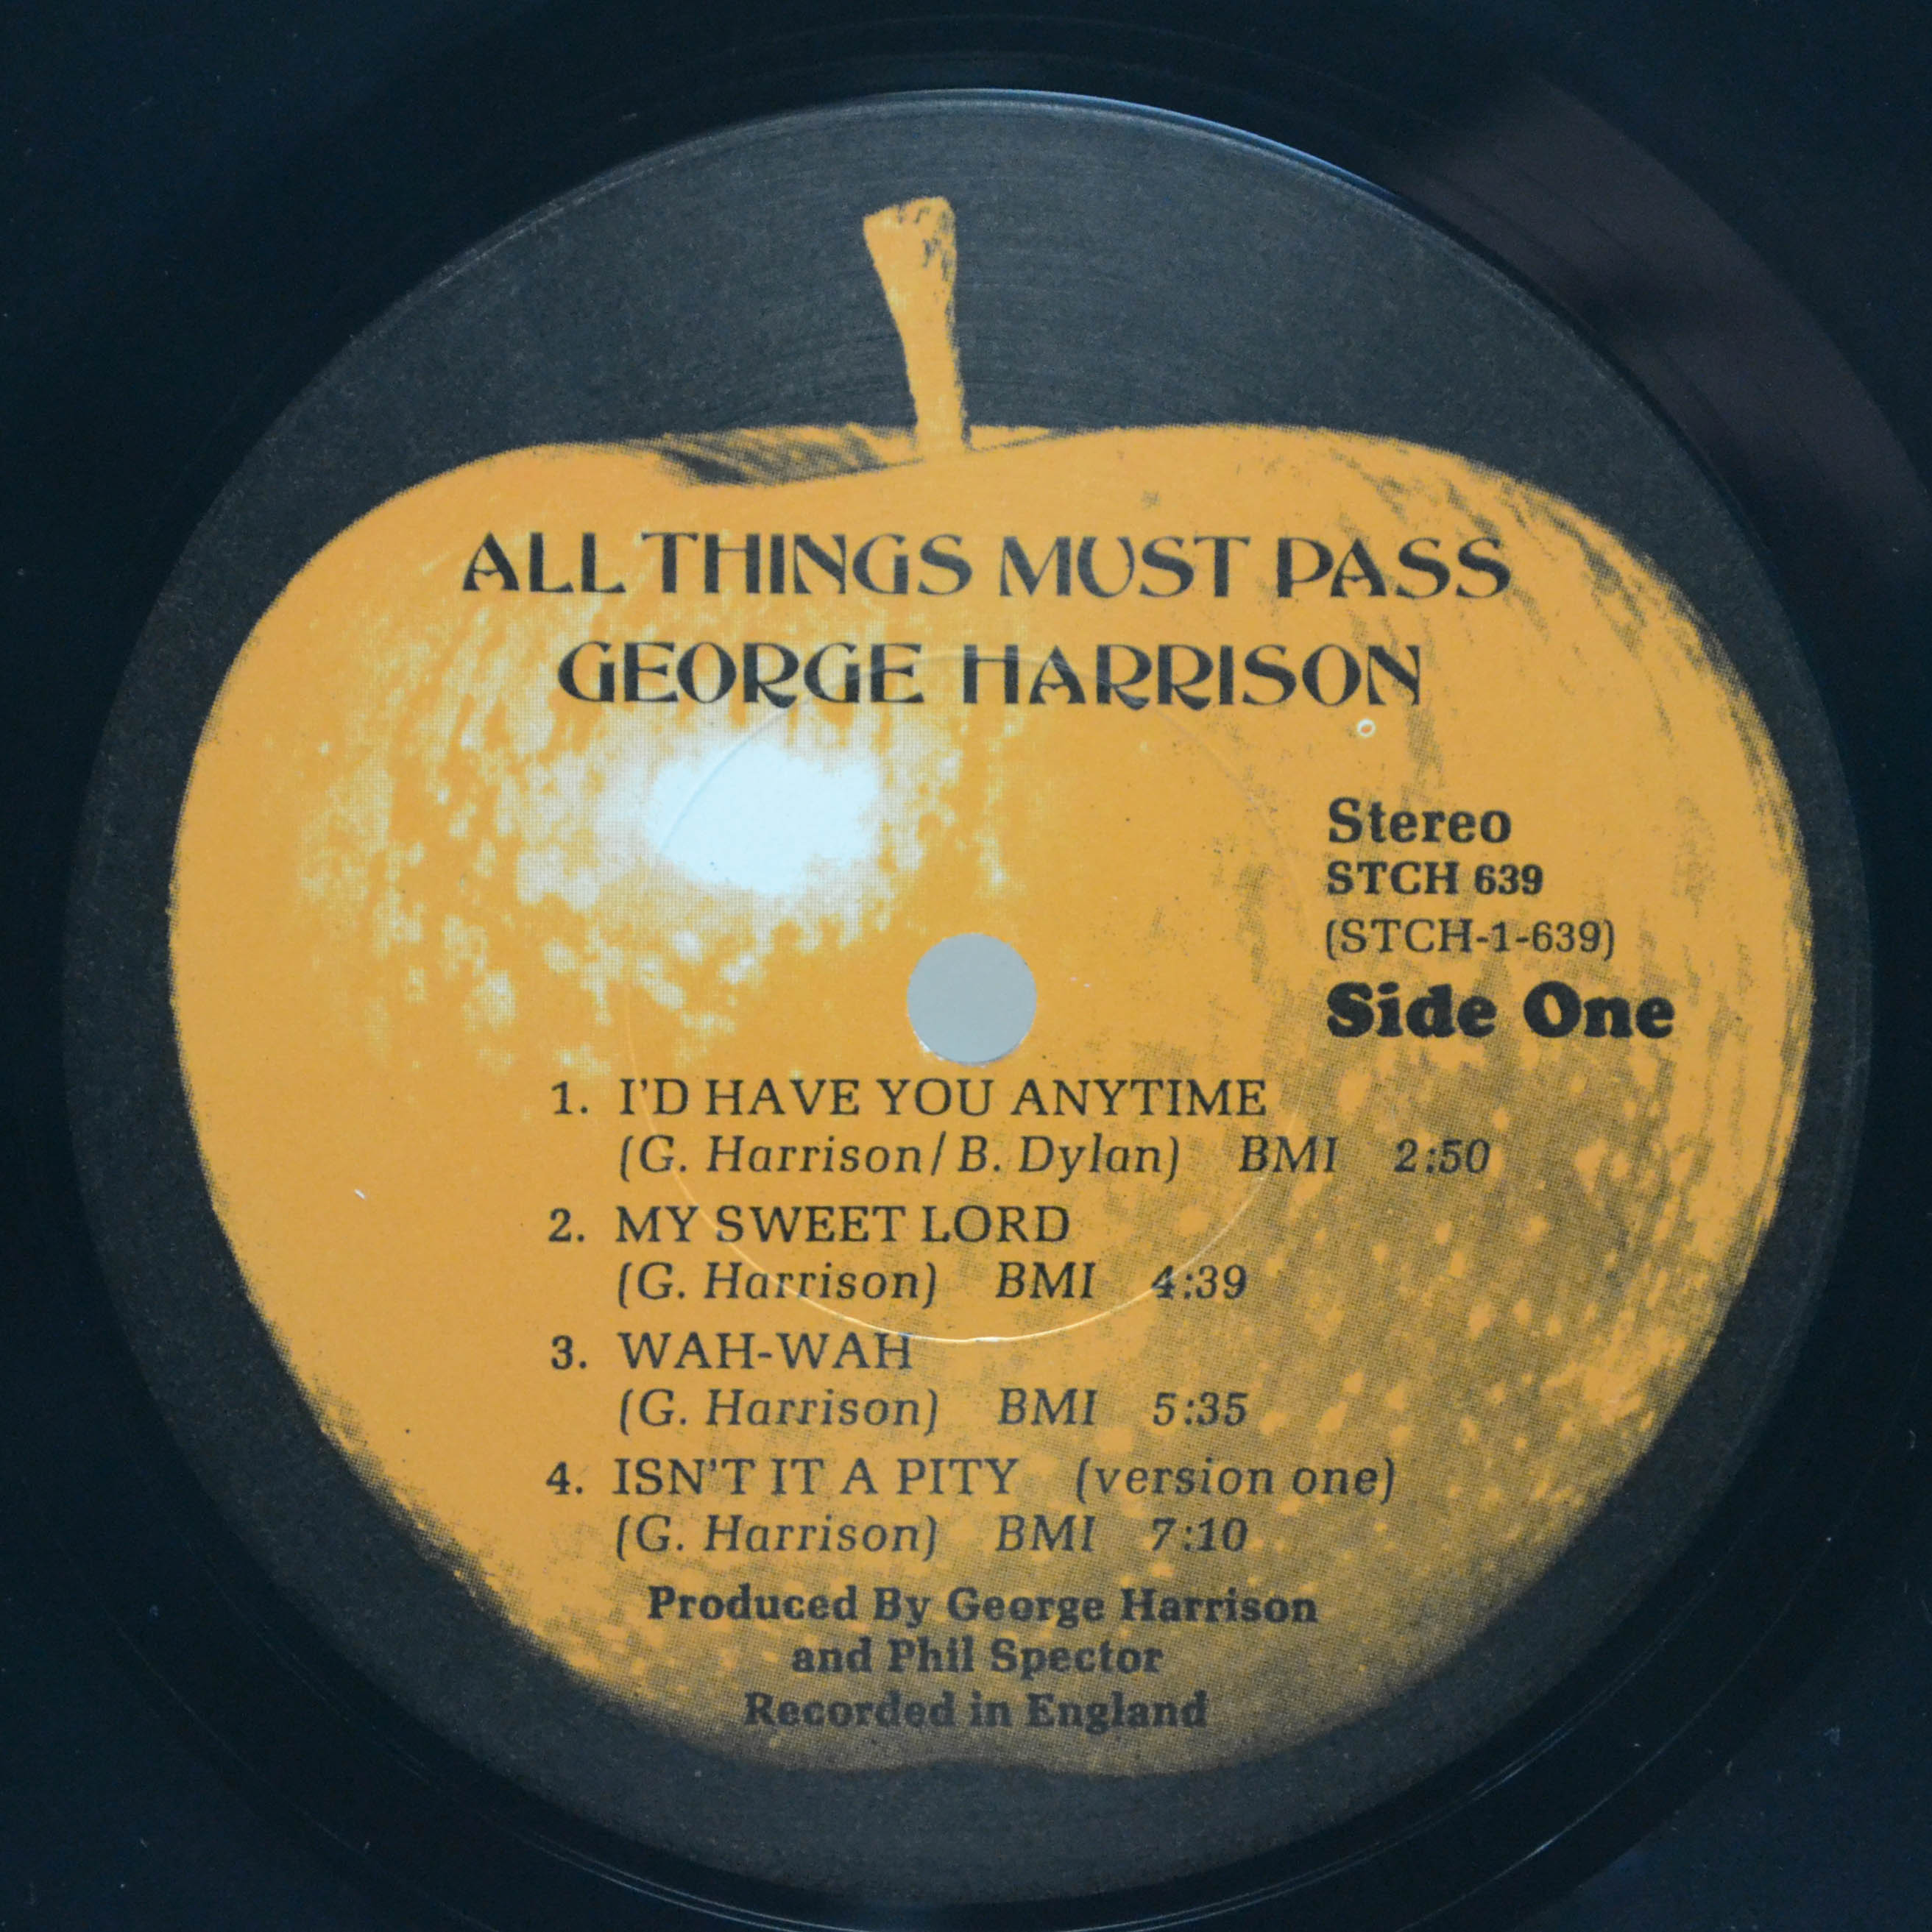 ALL THINGS MUST PASS
GEORGE HARRISON
Stereo
STCH 639
(STCH-1-639)
Side One
1. I'D HAVE YOU ANYTIME
(G. Harrison/B. Dylan) BMI 2:50
2. MY SWEET LORD
(G. Harrison) BMI 4:39
3. WAH-WAH
(G. Harrison) BMI 5:35
4. ISN'T IT A PITY (version one)
(G. Harrison) BMI 7:10
Produced By George Harrison
and Phil Spector
Recorded in England